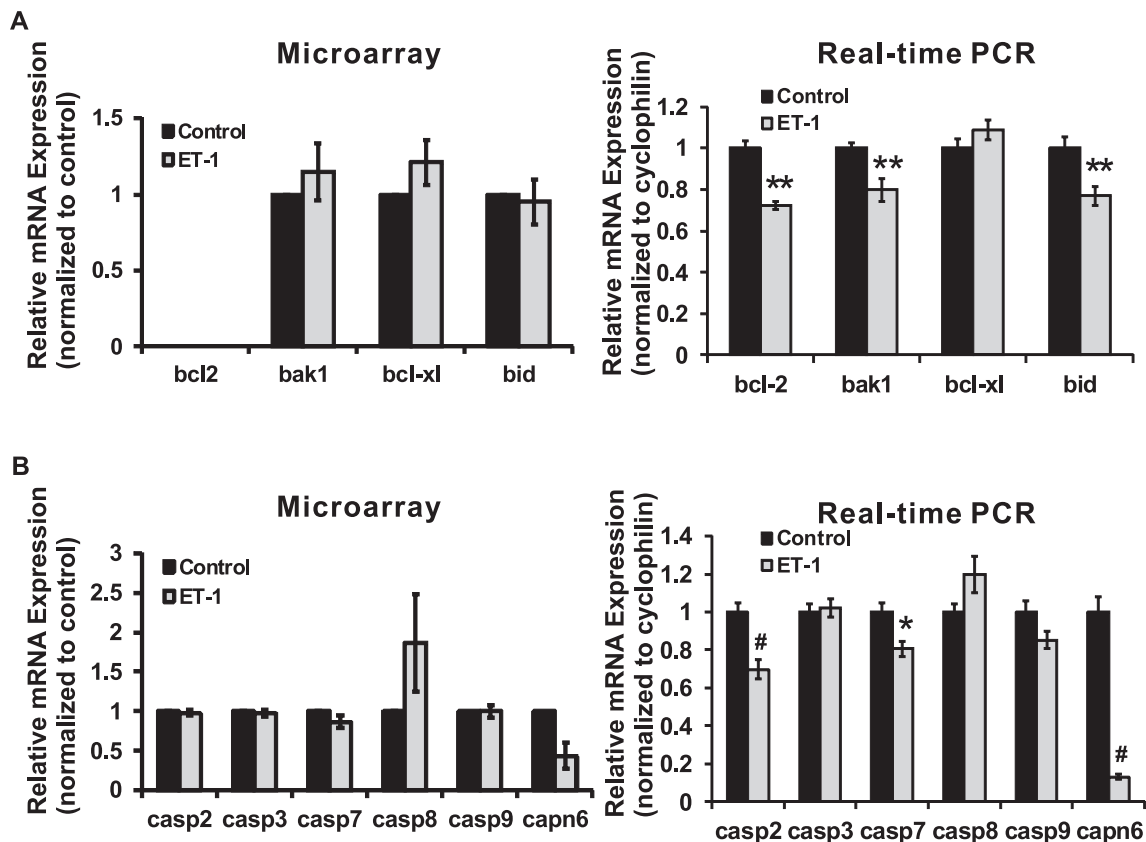 A
Microarray
Relative mRNA Expression
(normalized to control)
1.5
1
0.5
0
Control
ET-1
bcl2 bak1 bcl-xl bid
Real-time PCR
Relative mRNA Expression
(normalized to cyclophilin)
1.2
1
0.8
0.6
0.4
0.2
0
Control
ET-1
** ** **
bcl-2 bak1 bcl-xl bid
B
Microarray
Relative mRNA Expression
(normalized to control)
3
2.5
2
1.5
1
0.5
0
Control
ET-1
casp2 casp3 casp7 casp8 casp9 capn6
Real-time PCR
Relative mRNA Expression
(normalized to cyclophilin)
1.4
1.2
1
0.8
0.6
0.4
0.2
0
Control
ET-1
# * #
casp2 casp3 casp7 casp8 casp9 capn6